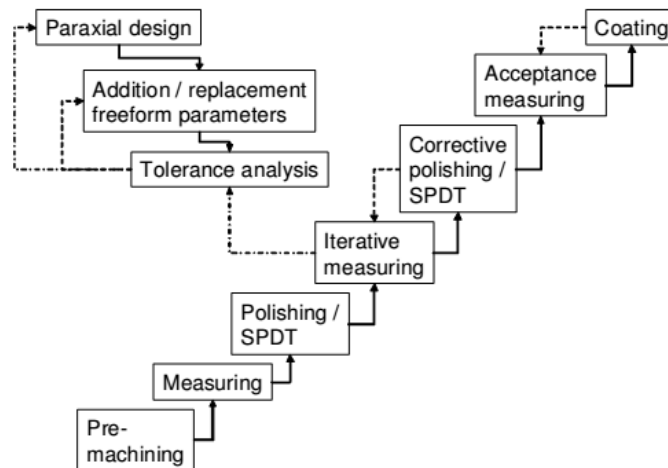 Paraxial design
Addition / replacement
freeform parameters
Tolerance analysis
Coating
Acceptance
measuring
Corrective
polishing /
SPDT
Iterative
measuring
Polishing /
SPDT
Measuring
Pre-
machining